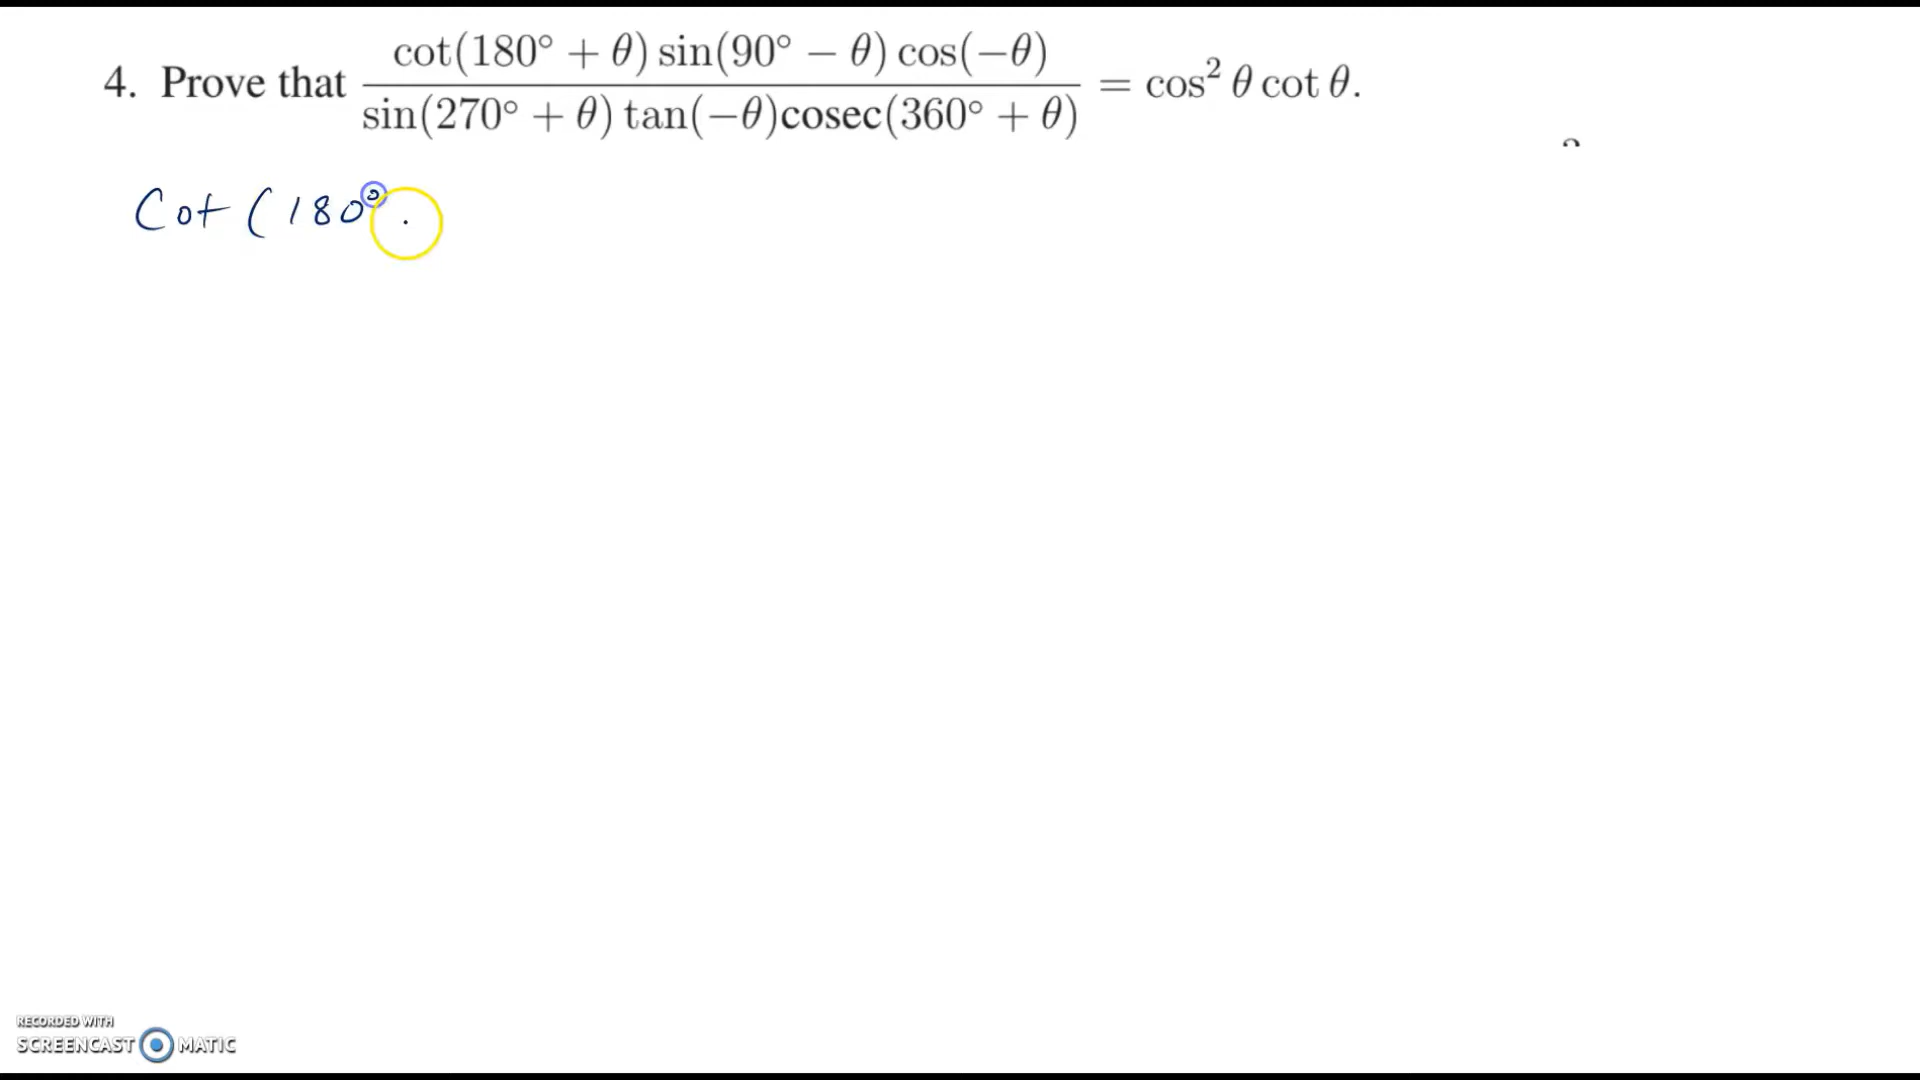 4. Prove that cot(180° + θ) sin(90° − θ) cos(−θ) / sin(270° + θ) tan(−θ)cosec(360° + θ) = cos² θ cot θ.
Cot (180°
RECORDED WITH
SCREENCAST MATIC